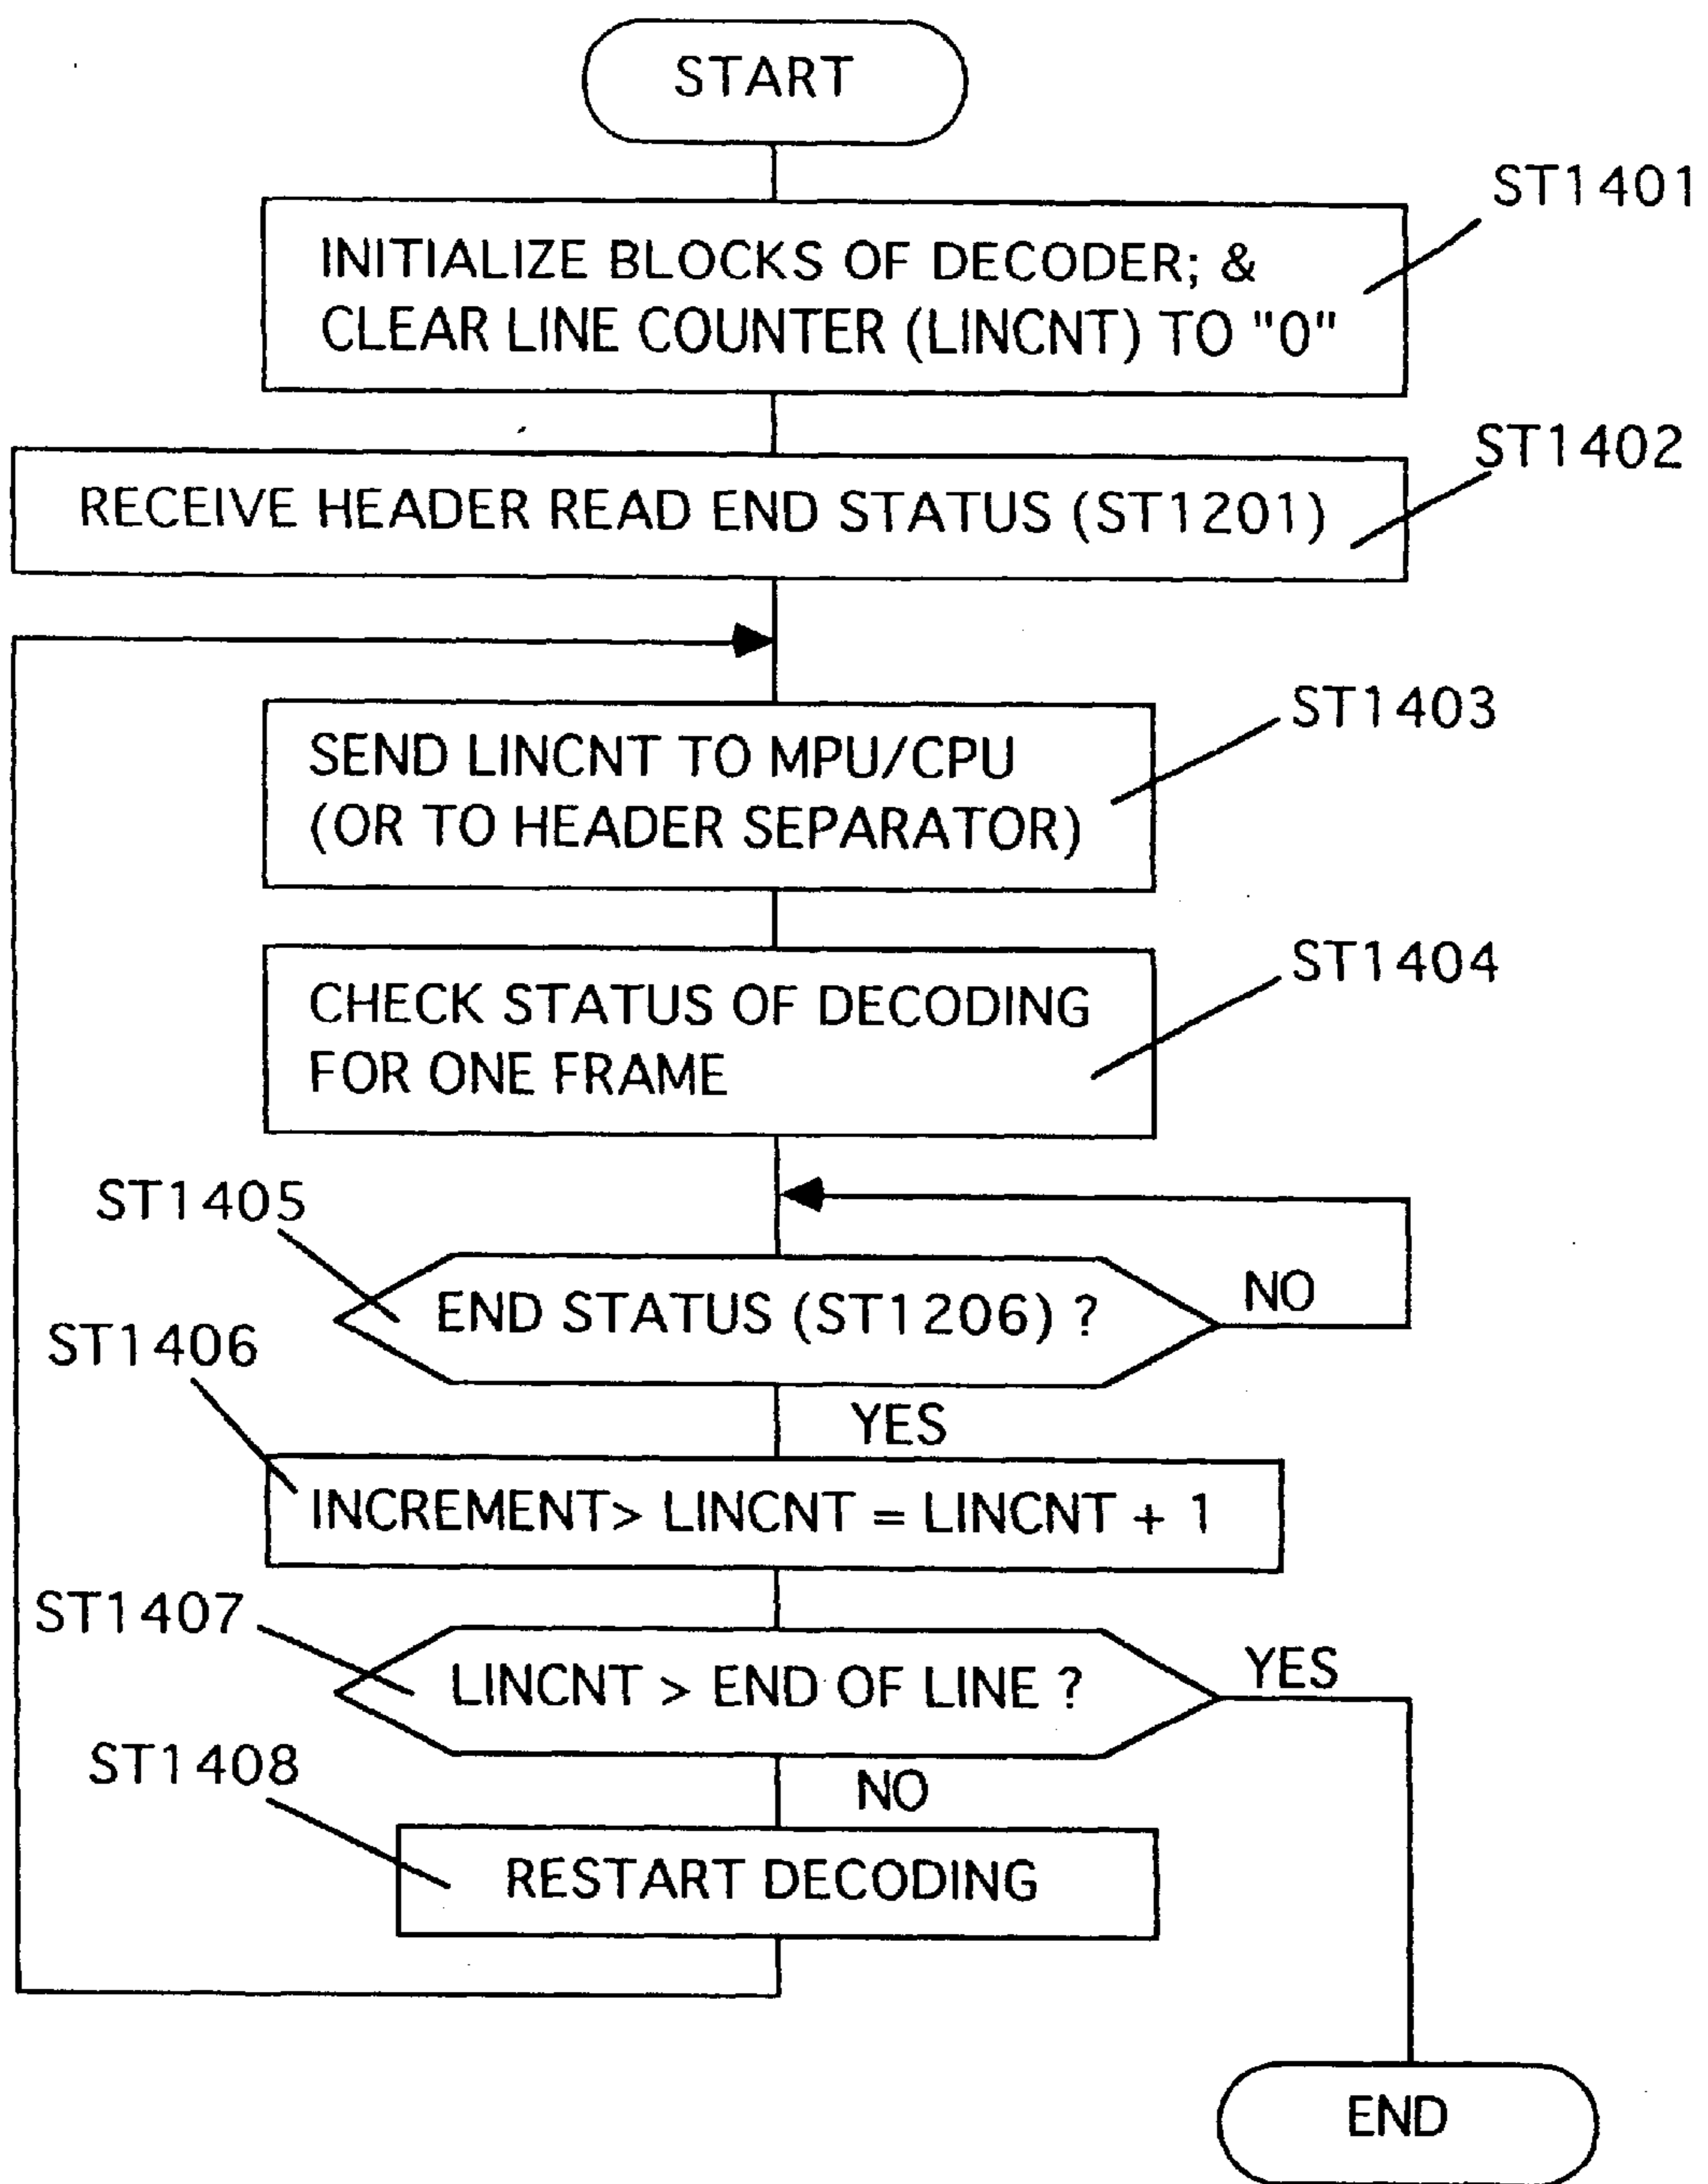 START
ST1401
INITIALIZE BLOCKS OF DECODER; &
CLEAR LINE COUNTER (LINCNT) TO "0"
ST1402
RECEIVE HEADER READ END STATUS (ST1201)
ST1403
SEND LINCNT TO MPU/CPU
(OR TO HEADER SEPARATOR)
ST1404
CHECK STATUS OF DECODING
FOR ONE FRAME
ST1405
END STATUS (ST1206) ?
NO
ST1406
YES
INCREMENT> LINCNT = LINCNT + 1
ST1407
LINCNT > END OF LINE ?
YES
ST1408
NO
RESTART DECODING
END